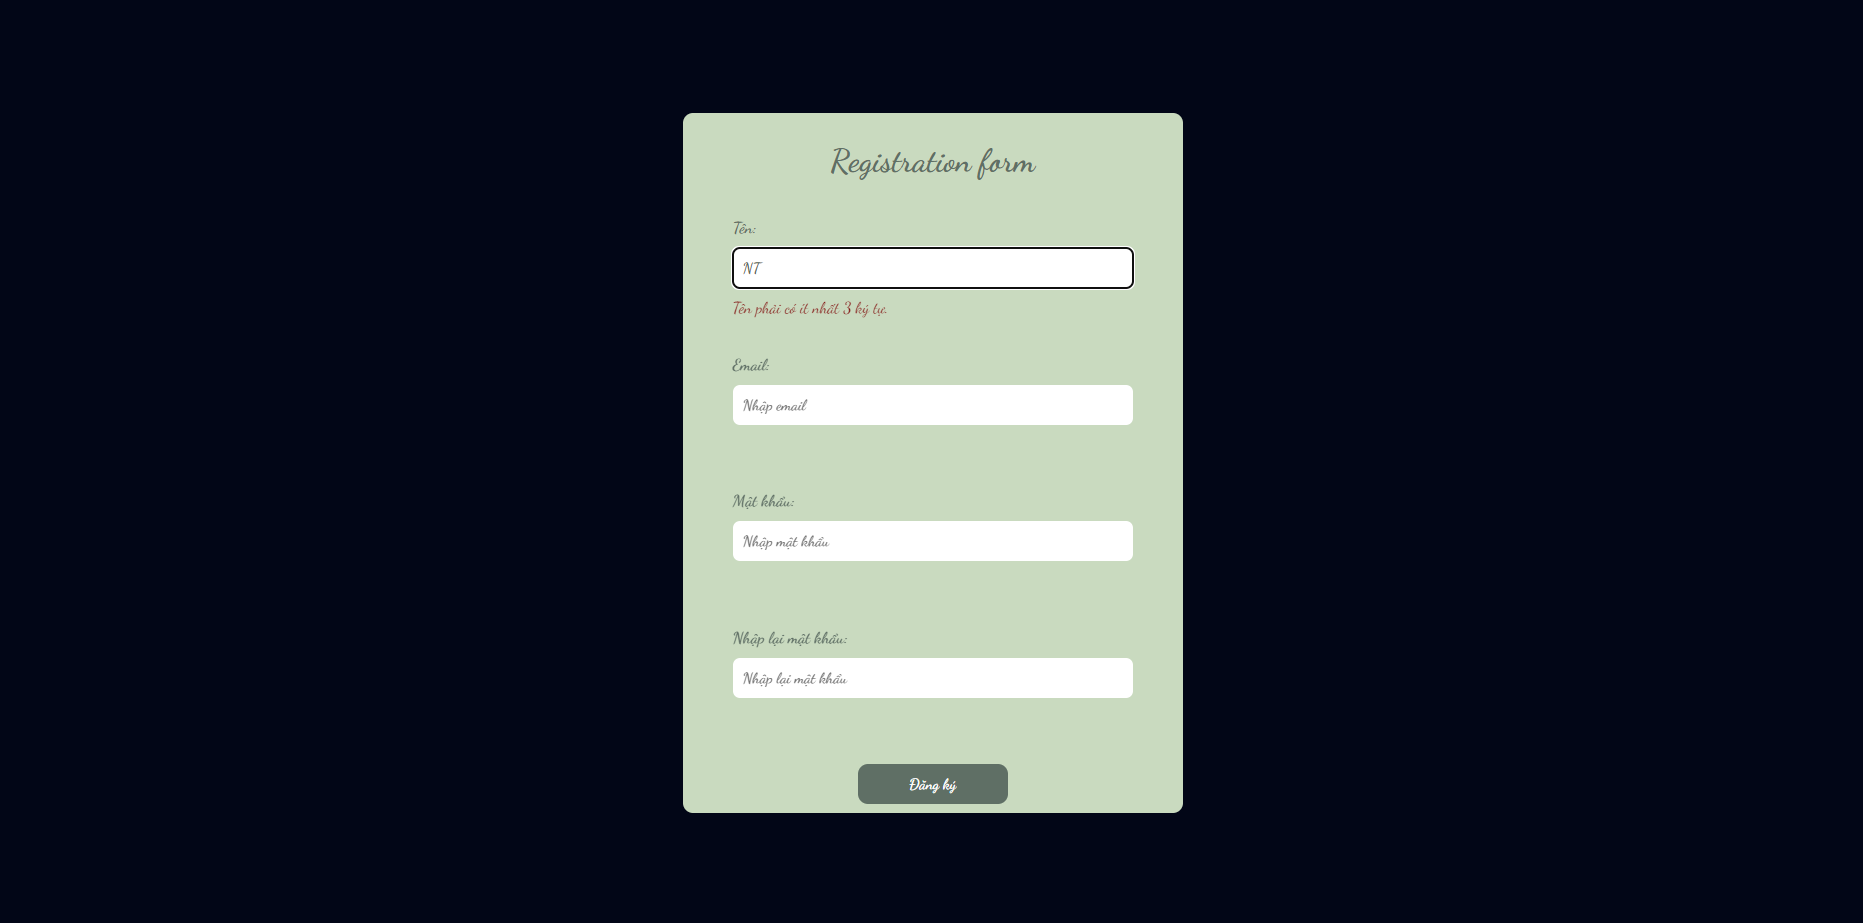 Registration form
Tên:
NT
Tên phải có ít nhất 3 ký tự.
Email:
Nhập email
Mật khẩu:
Nhập mật khẩu
Nhập lại mật khẩu:
Nhập lại mật khẩu
Đăng ký